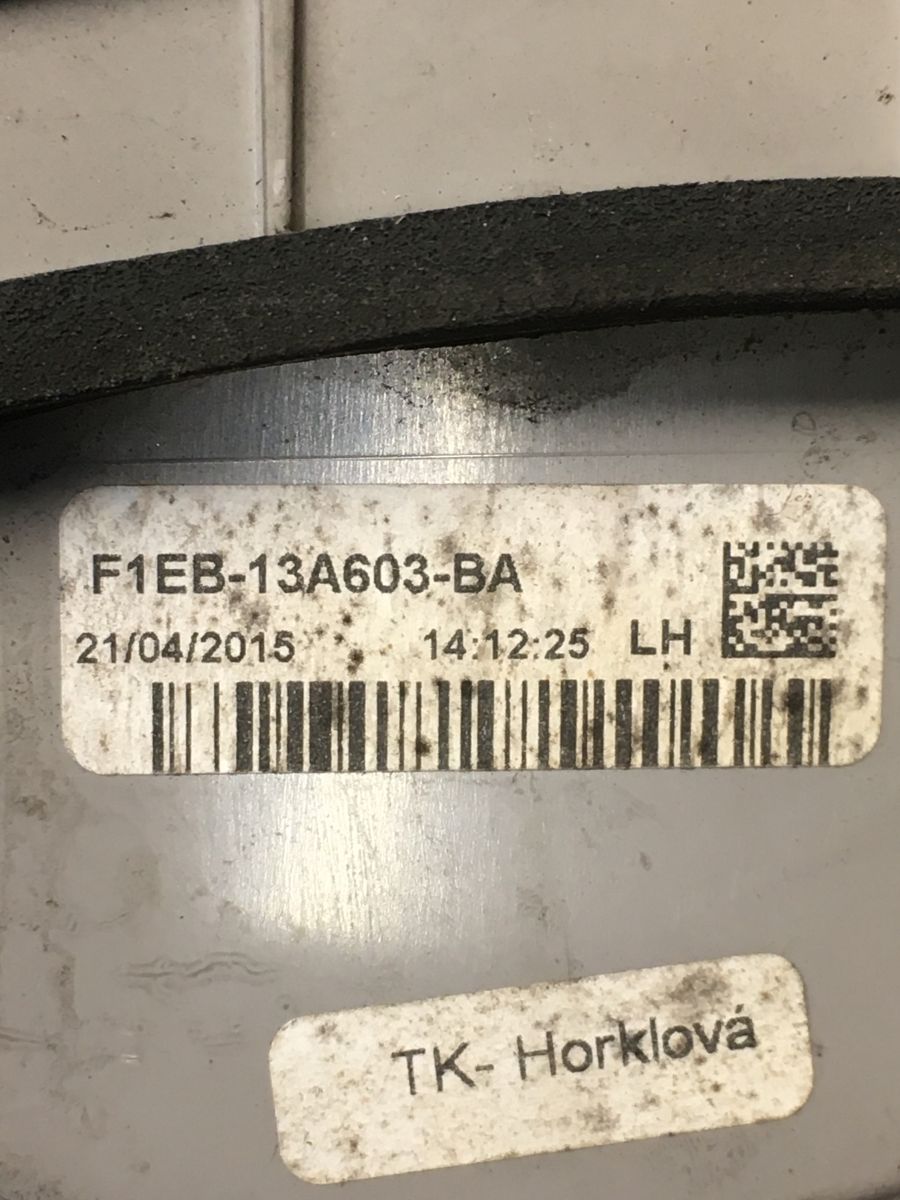 F1EB-13A603-BA
21/04/2015 14:12:25 LH
TK- Horklová